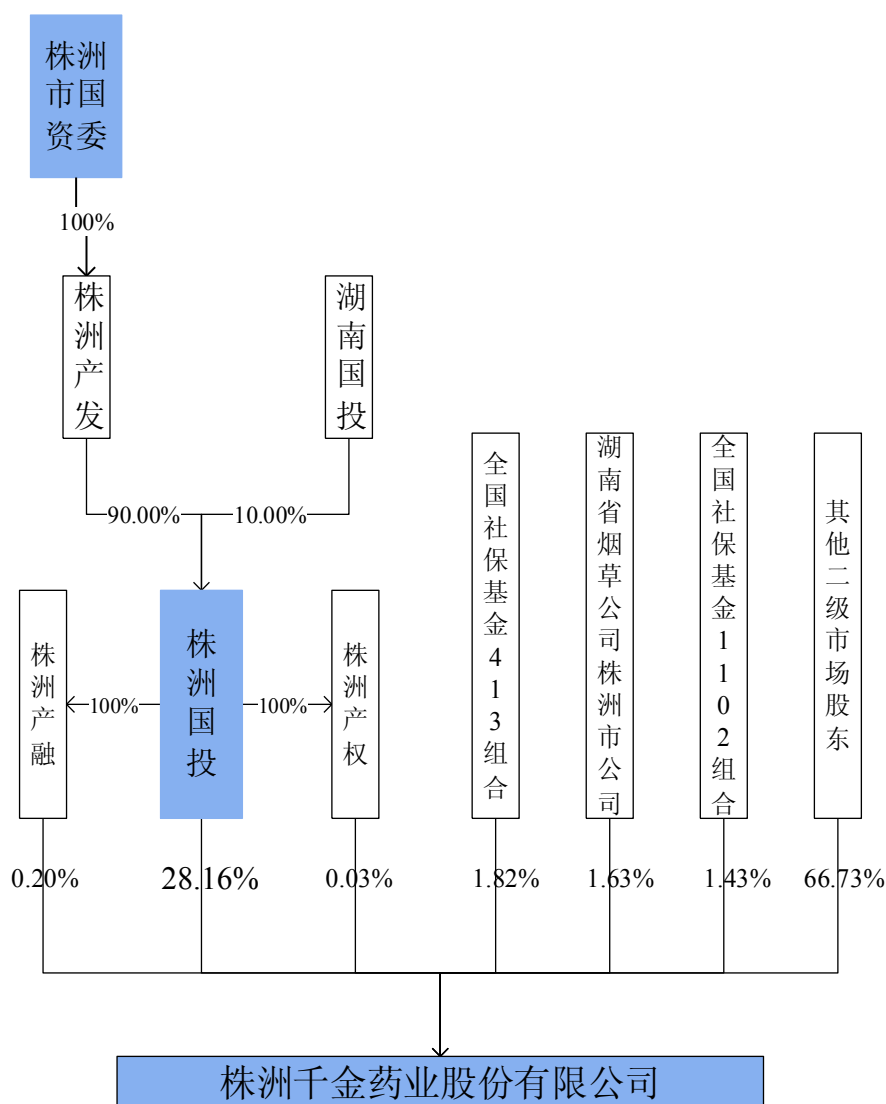 株洲
市国
资委
100%
株洲产发
湖南国投
90.00%
10.00%
株洲产融
100%
株洲国投
100%
株洲产权
全国社保基金413组合
湖南省烟草公司株洲市公司
全国社保基金1102组合
其他二级市场股东
0.20%
28.16%
0.03%
1.82%
1.63%
1.43%
66.73%
株洲千金药业股份有限公司